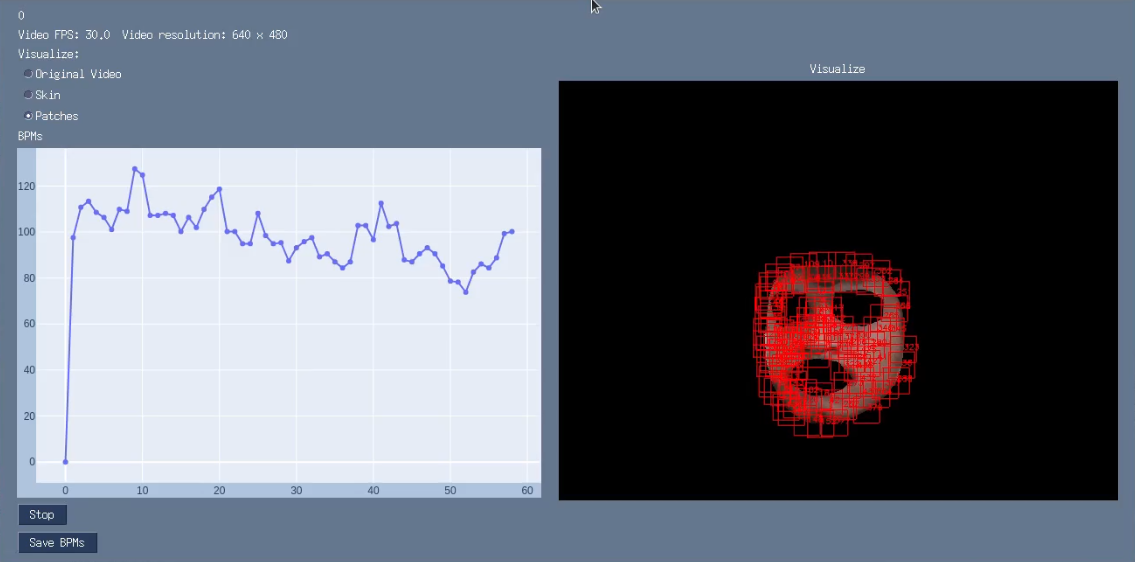 0
Video FPS: 30.0 Video resolution: 640 x 480
Visualize:
Original Video
Skin
Patches
BPMs
120
100
80
60
40
20
0
0 10 20 30 40 50 60
Stop
Save BPMs
Visualize
323